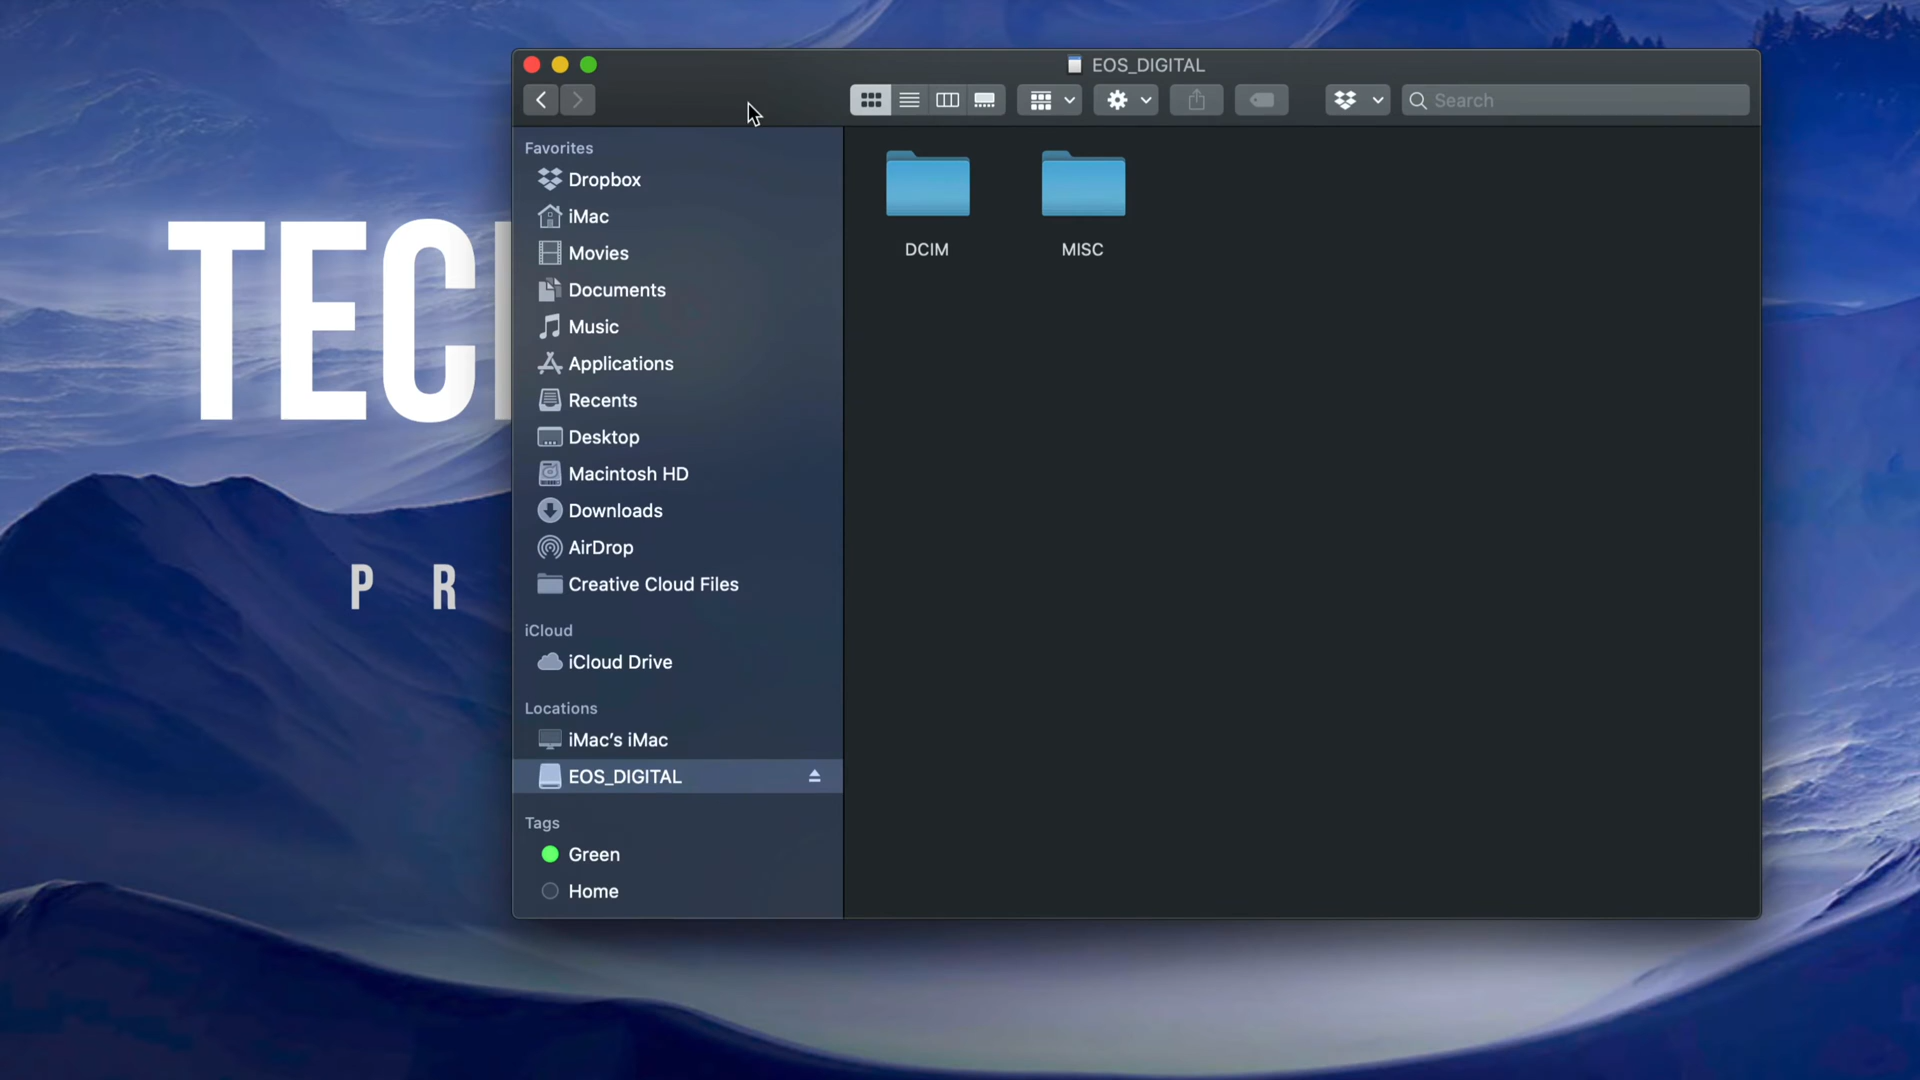 EOS_DIGITAL
Search
Favorites
Dropbox
iMac
Movies
Documents
Music
Applications
Recents
Desktop
Macintosh HD
Downloads
AirDrop
Creative Cloud Files
iCloud
iCloud Drive
Locations
iMac’s iMac
EOS_DIGITAL
Tags
Green
Home
DCIM
MISC
TEC
P R